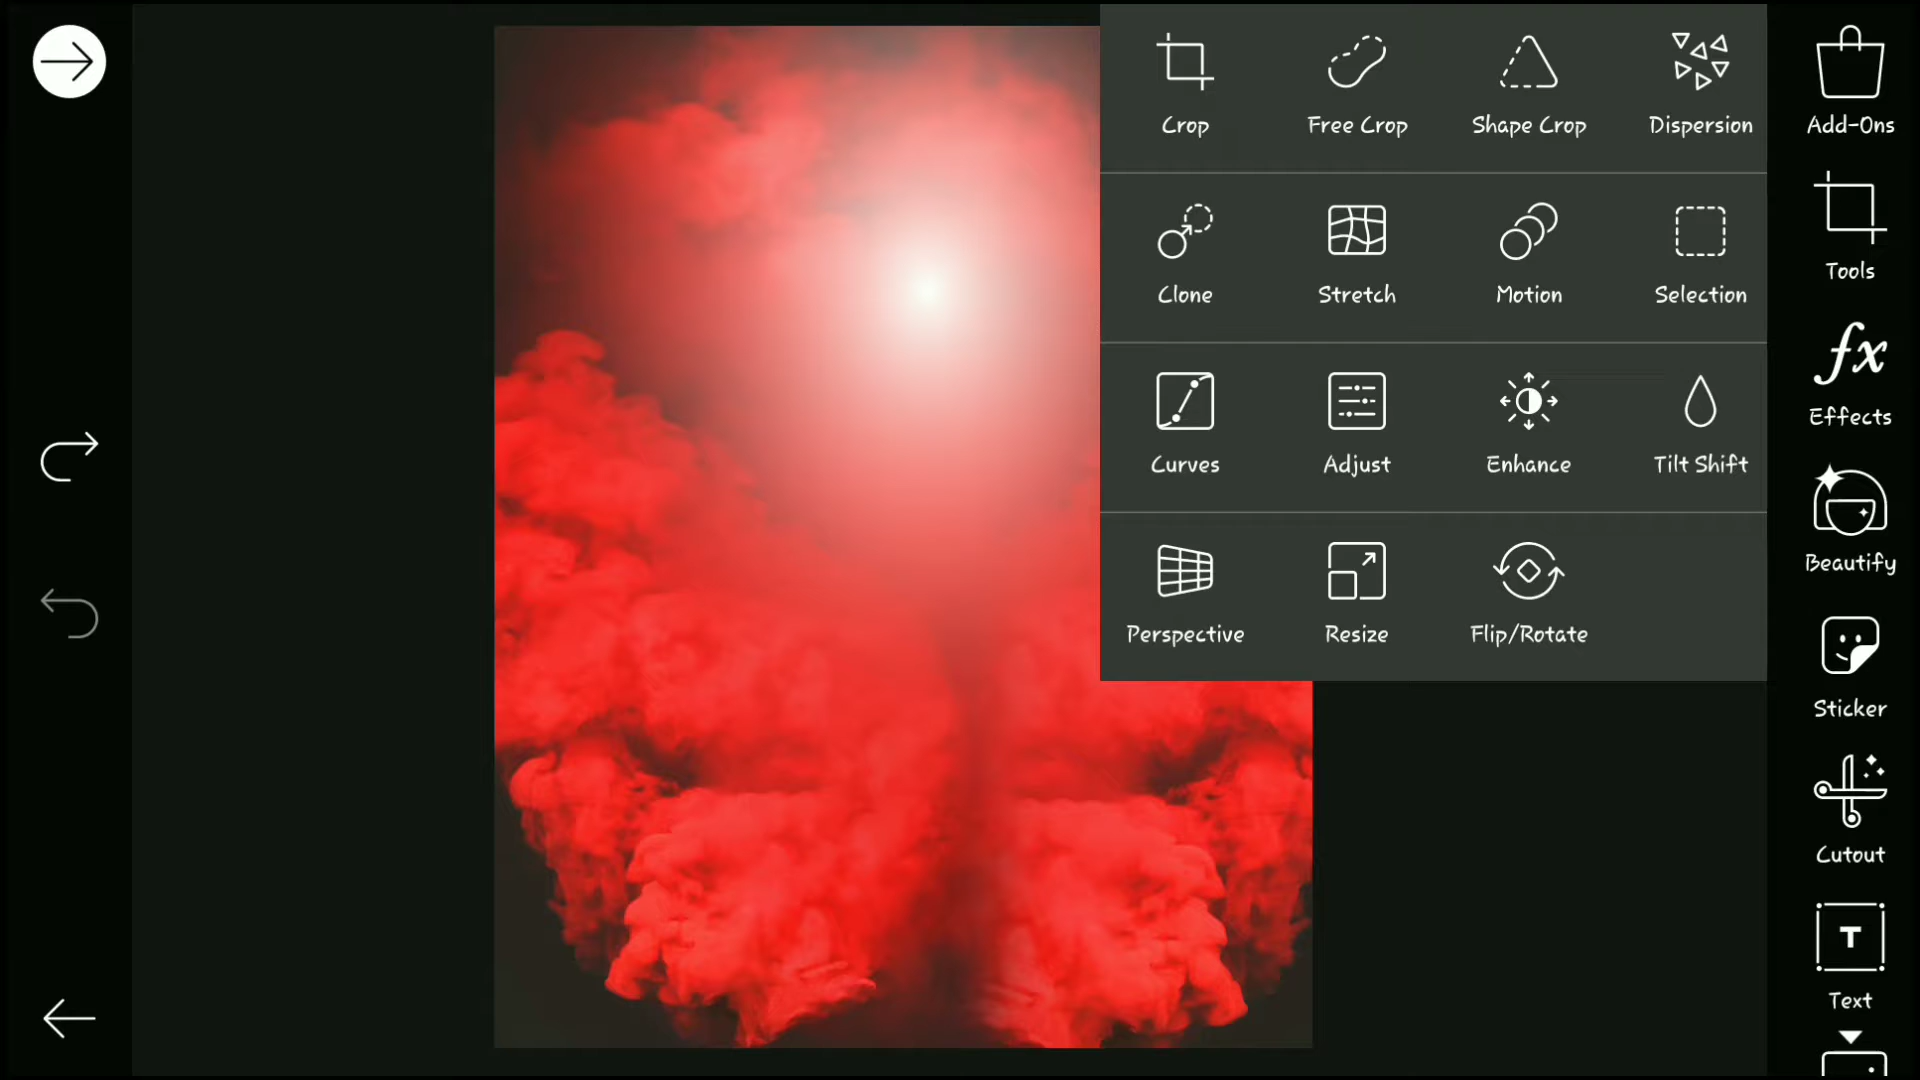 Crop Free Crop Shape Crop Dispersion
Clone Stretch Motion Selection
Curves Adjust Enhance Tilt Shift
Perspective Resize Flip/Rotate
Add-Ons
Tools
fx
Effects
Beautify
Sticker
Cutout
T
Text